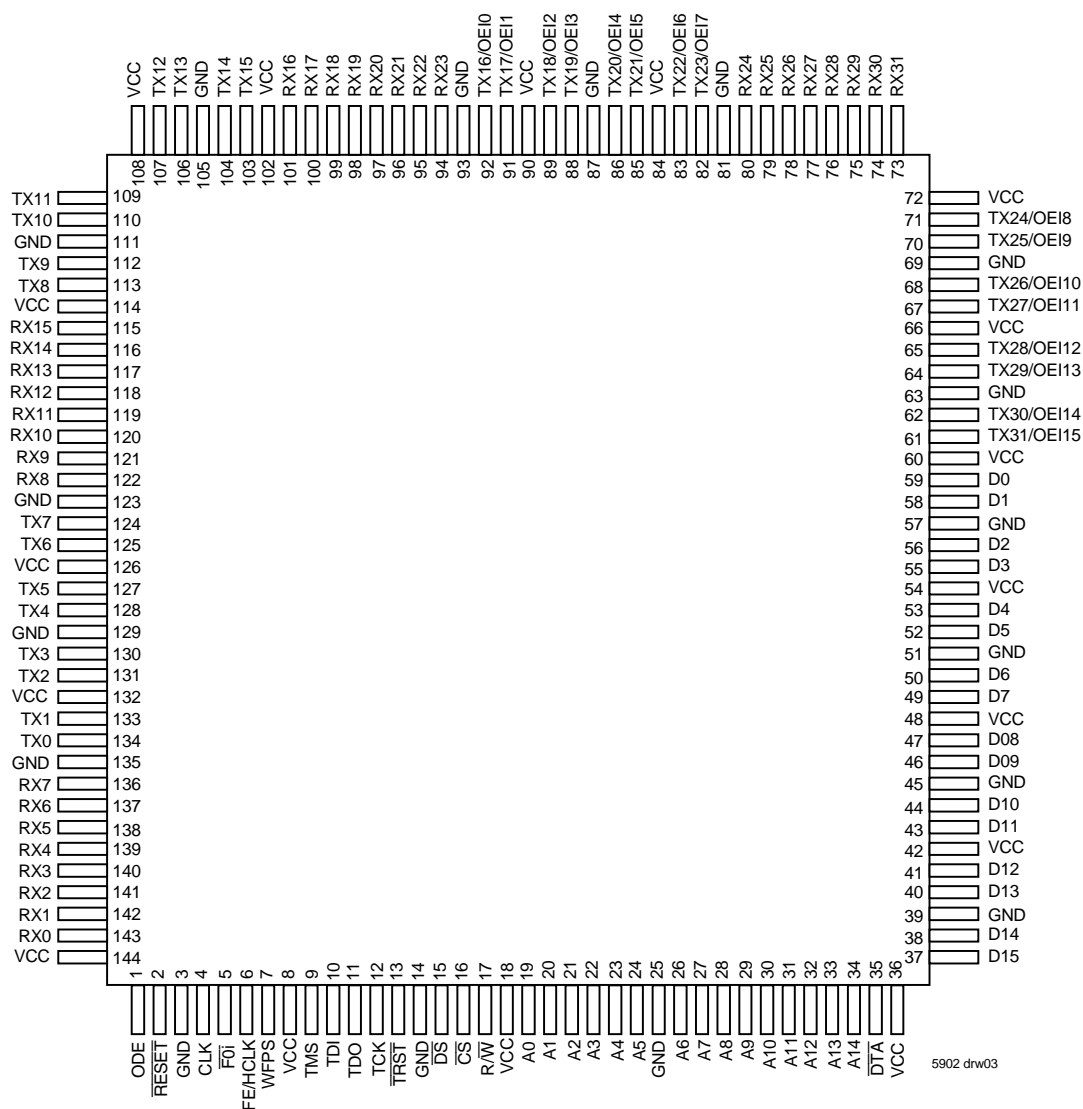 VCC
TX12
TX13
GND
TX14
TX15
VCC
RX16
RX17
RX18
RX19
RX20
RX21
RX22
RX23
GND
TX16/OEI0
TX17/OEI1
VCC
TX18/OEI2
TX19/OEI3
GND
TX20/OEI4
TX21/OEI5
VCC
TX22/OEI6
TX23/OEI7
GND
RX24
RX25
RX26
RX27
RX28
RX29
RX30
RX31
108
107
106
105
104
103
102
101
100
99
98
97
96
95
94
93
92
91
90
89
88
87
86
85
84
83
82
81
80
79
78
77
76
75
74
73
TX11 109 72 VCC
TX10 110 71 TX24/OEI8
GND 111 70 TX25/OEI9
TX9 112 69 GND
TX8 113 68 TX26/OEI10
VCC 114 67 TX27/OEI11
RX15 115 66 VCC
RX14 116 65 TX28/OEI12
RX13 117 64 TX29/OEI13
RX12 118 63 GND
RX11 119 62 TX30/OEI14
RX10 120 61 TX31/OEI15
RX9 121 60 VCC
RX8 122 59 D0
GND 123 58 D1
TX7 124 57 GND
TX6 125 56 D2
VCC 126 55 D3
TX5 127 54 VCC
TX4 128 53 D4
GND 129 52 D5
TX3 130 51 GND
TX2 131 50 D6
VCC 132 49 D7
TX1 133 48 VCC
TX0 134 47 D08
GND 135 46 D09
RX7 136 45 GND
RX6 137 44 D10
RX5 138 43 D11
RX4 139 42 VCC
RX3 140 41 D12
RX2 141 40 D13
RX1 142 39 GND
RX0 143 38 D14
VCC 144 37 D15
1
2
3
4
5
6
7
8
9
10
11
12
13
14
15
16
17
18
19
20
21
22
23
24
25
26
27
28
29
30
31
32
33
34
35
36
ODE
RESET
GND
CLK
F0i
FE/HCLK
WFPS
VCC
TMS
TDI
TDO
TCK
TRST
GND
DS
CS
R/W
VCC
A0
A1
A2
A3
A4
A5
GND
A6
A7
A8
A9
A10
A11
A12
A13
A14
DTA
VCC
5902 drw03